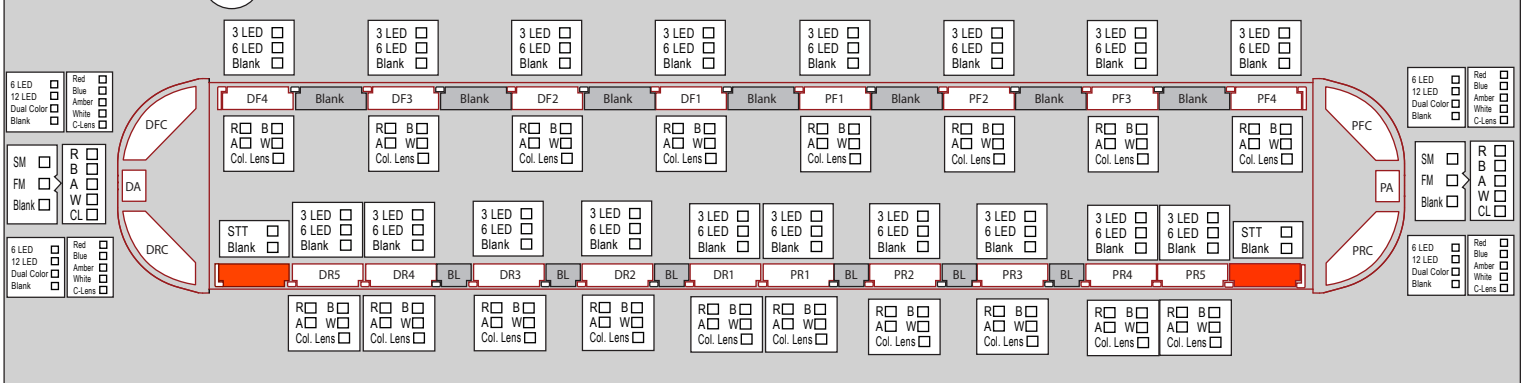 3 LED 3 LED 3 LED 3 LED 3 LED 3 LED 3 LED 3 LED
6 LED 6 LED 6 LED 6 LED 6 LED 6 LED 6 LED 6 LED
Blank Blank Blank Blank Blank Blank Blank Blank
6 LED
12 LED
Dual Color
Blank
Red
Blue
Amber
White
C-Lens
6 LED
12 LED
Dual Color
Blank
Red
Blue
Amber
White
C-Lens
DF4 Blank DF3 Blank DF2 Blank DF1 Blank PF1 Blank PF2 Blank PF3 Blank PF4
DFC
PFC
R B R B R B R B R B R B R B R B
A W A W A W A W A W A W A W A W
Col. Lens Col. Lens Col. Lens Col. Lens Col. Lens Col. Lens Col. Lens Col. Lens
SM
FM
Blank
R
B
A
W
CL
DA
PA
SM
FM
Blank
R
B
A
W
CL
STT
Blank
3 LED 3 LED 3 LED 3 LED 3 LED 3 LED 3 LED 3 LED 3 LED 3 LED
6 LED 6 LED 6 LED 6 LED 6 LED 6 LED 6 LED 6 LED 6 LED 6 LED
Blank Blank Blank Blank Blank Blank Blank Blank Blank Blank
STT
Blank
DRC
PRC
6 LED
12 LED
Dual Color
Blank
Red
Blue
Amber
White
C-Lens
6 LED
12 LED
Dual Color
Blank
Red
Blue
Amber
White
C-Lens
DR5 DR4 BL DR3 BL DR2 BL DR1 PR1 BL PR2 BL PR3 BL PR4 PR5
R B R B R B R B R B R B R B R B R B R B
A W A W A W A W A W A W A W A W A W A W
Col. Lens Col. Lens Col. Lens Col. Lens Col. Lens Col. Lens Col. Lens Col. Lens Col. Lens Col. Lens